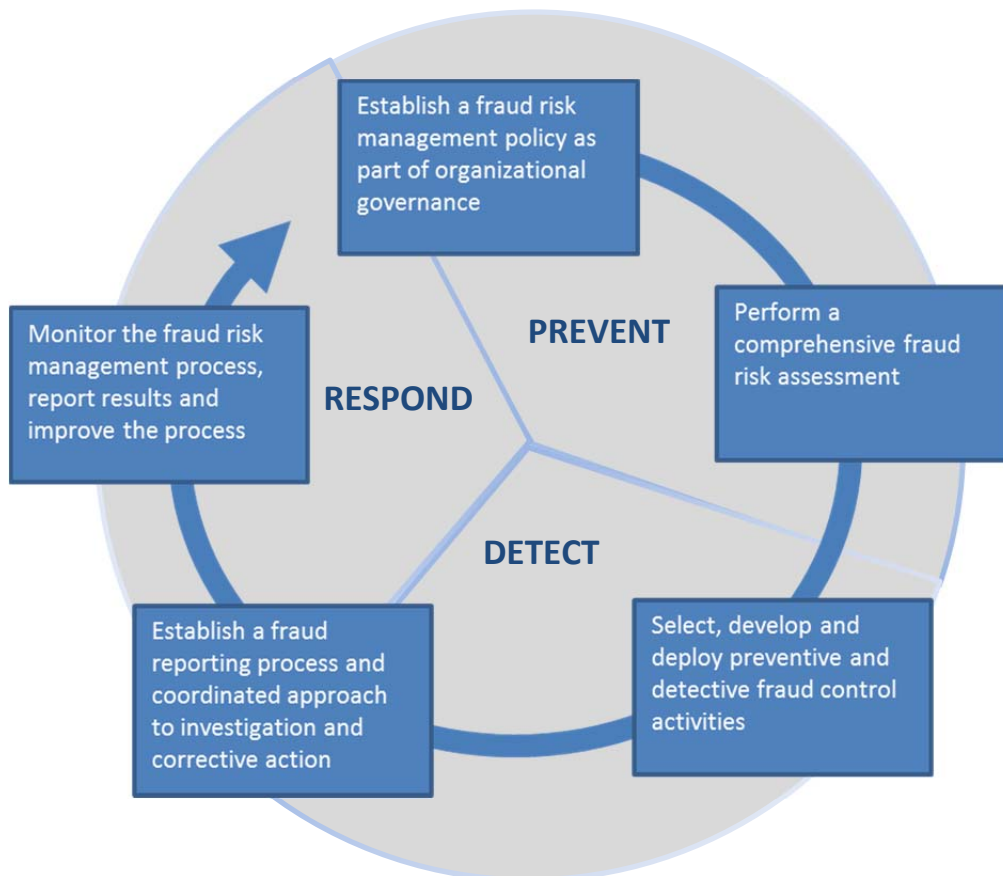 Establish a fraud risk
management policy as
part of organizational
governance
PREVENT
Perform a
comprehensive fraud
risk assessment
Monitor the fraud risk
management process,
report results and
improve the process
RESPOND
DETECT
Select, develop and
deploy preventive and
detective fraud control
activities
Establish a fraud
reporting process and
coordinated approach
to investigation and
corrective action